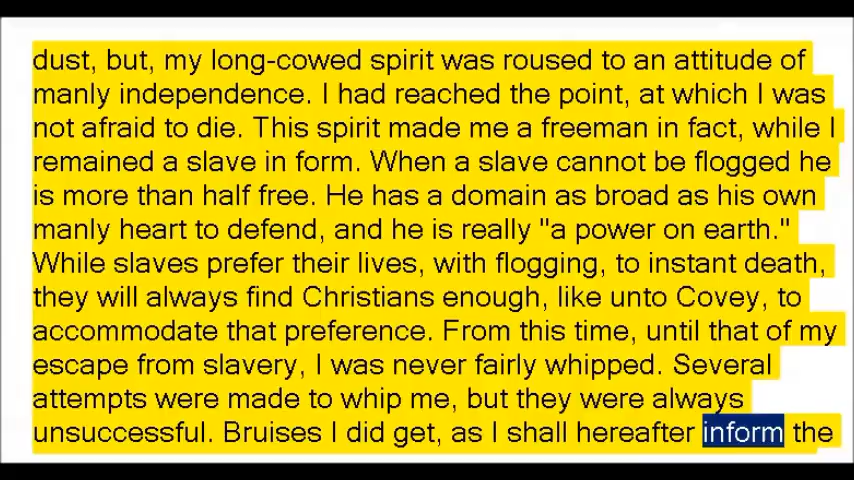 dust, but, my long-cowed spirit was roused to an attitude of
manly independence. I had reached the point, at which I was
not afraid to die. This spirit made me a freeman in fact, while I
remained a slave in form. When a slave cannot be flogged he
is more than half free. He has a domain as broad as his own
manly heart to defend, and he is really "a power on earth."
While slaves prefer their lives, with flogging, to instant death,
they will always find Christians enough, like unto Covey, to
accommodate that preference. From this time, until that of my
escape from slavery, I was never fairly whipped. Several
attempts were made to whip me, but they were always
unsuccessful. Bruises I did get, as I shall hereafter inform the